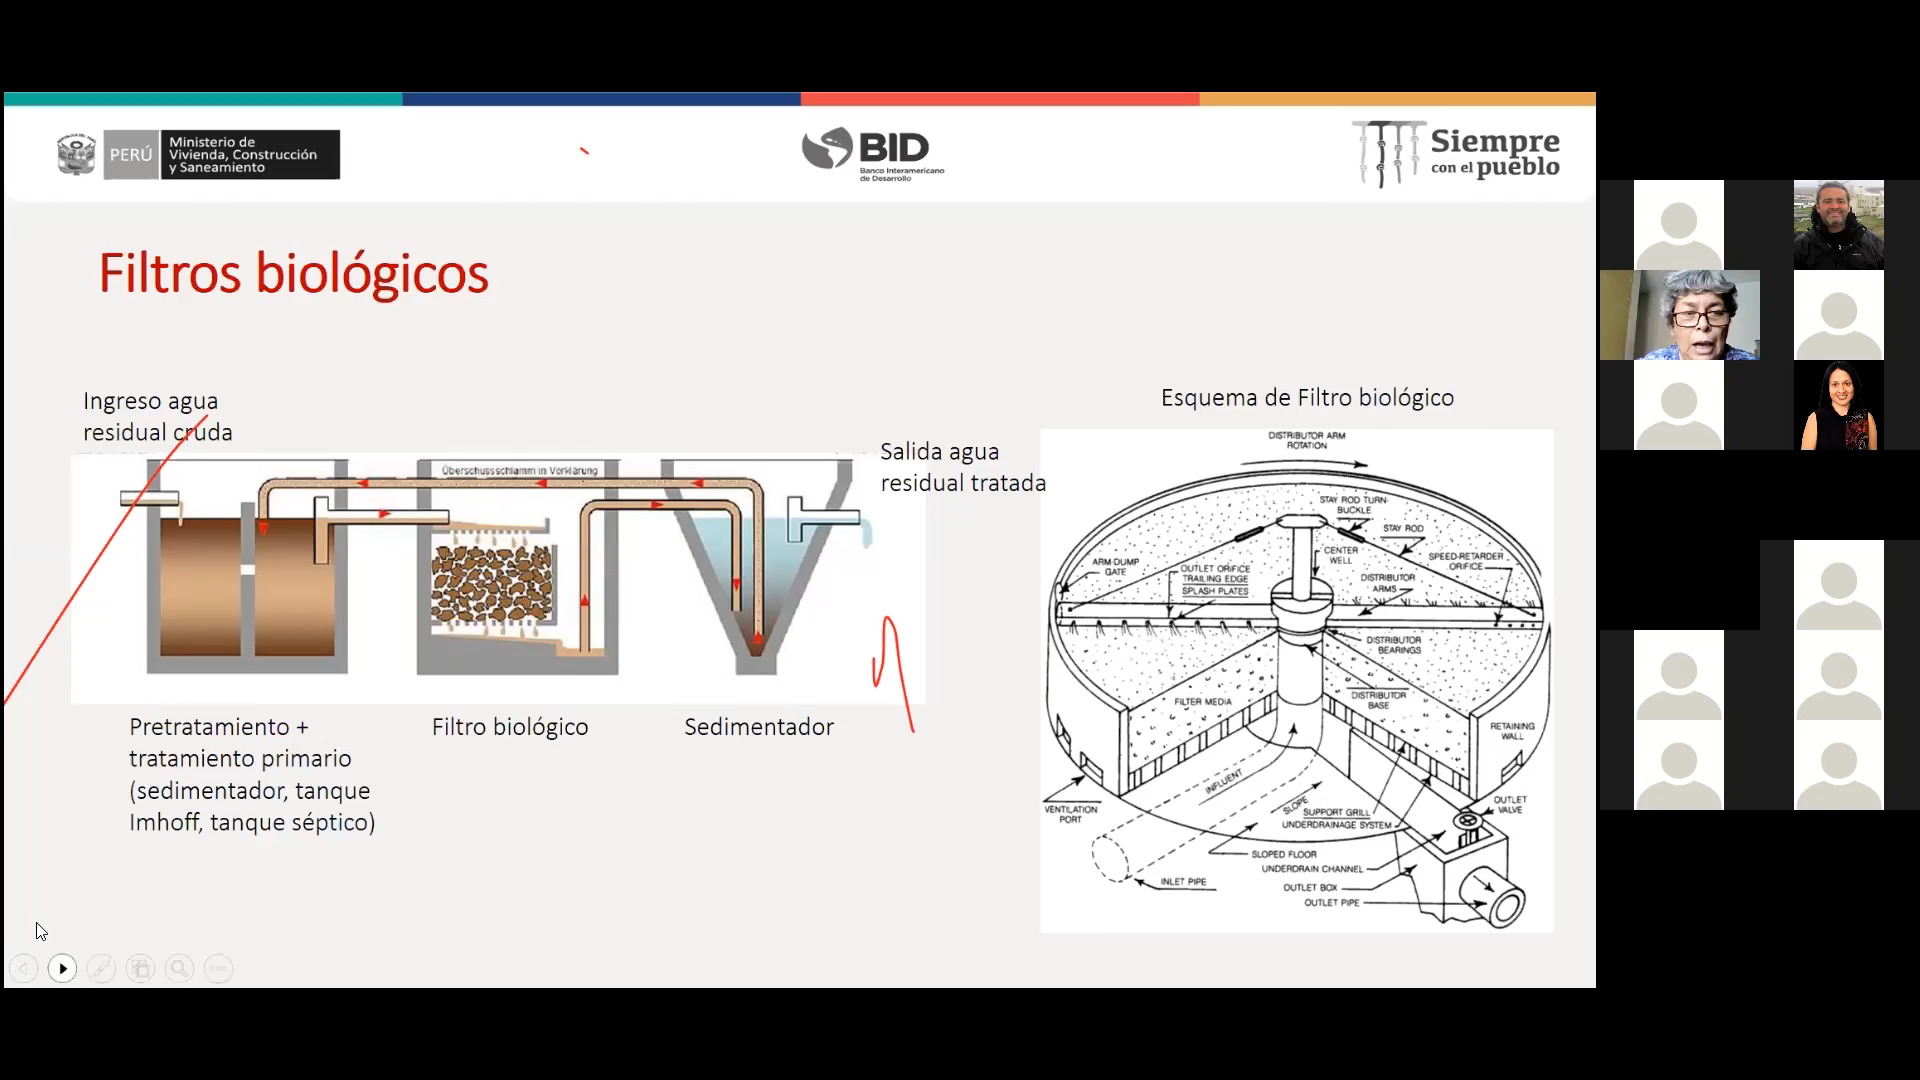 PERÚ
Ministerio de
Vivienda, Construcción
y Saneamiento
BID
Banco Interamericano
de Desarrollo
Siempre
con el pueblo
Filtros biológicos
Ingreso agua
residual cruda
Salida agua
residual tratada
Überschussschlamm in Vorklärung
Pretratamiento +
tratamiento primario
(sedimentador, tanque
Imhoff, tanque séptico)
Filtro biológico
Sedimentador
Esquema de Filtro biológico
DISTRIBUTOR ARM
ROTATION
STAY ROD TURN-
BUCKLE
STAY ROD
CENTER
WELL
SPEED-RETARDER
ORIFICE
ARM-DUMP
GATE
OUTLET ORIFICE
TRAILING EDGE
SPLASH PLATES
DISTRIBUTOR
ARMS
DISTRIBUTOR
BEARINGS
FILTER MEDIA
DISTRIBUTOR
BASE
RETAINING
WALL
INFLUENT
SLOPE
VENTILATION
PORT
SUPPORT GRILL
UNDERDRAINAGE SYSTEM
OUTLET
VALVE
SLOPED FLOOR
UNDERDRAIN CHANNEL
INLET PIPE
OUTLET BOX
OUTLET PIPE